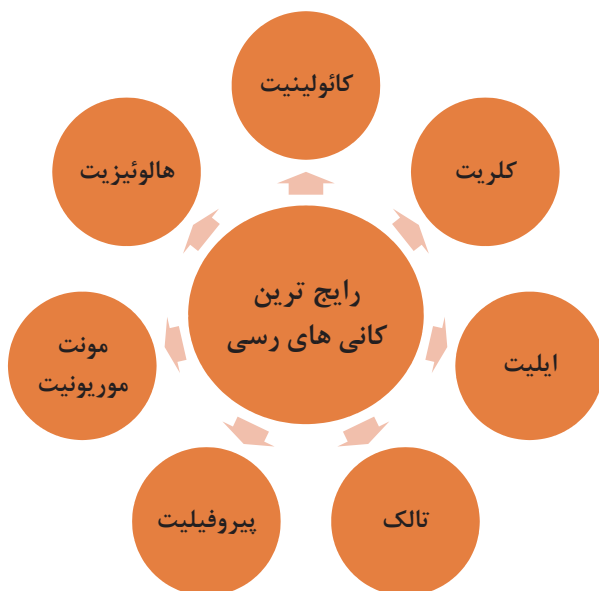 رایج ترین
کانی های رسی
کائولینیت
کلریت
ایلیت
تالک
پیروفیلیت
مونت
موریونیت
هالوئیزیت